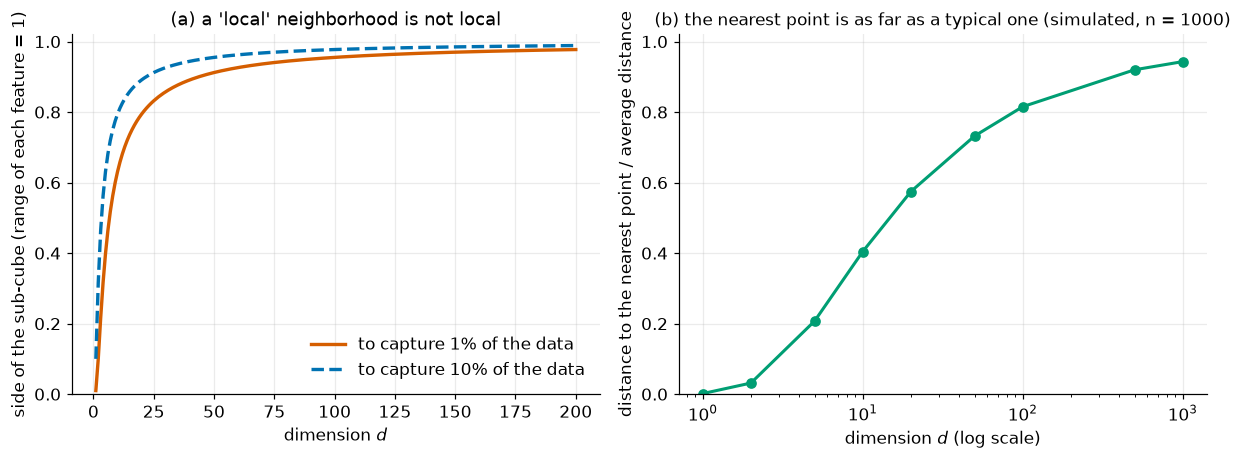 (a) a 'local' neighborhood is not local
side of the sub-cube (range of each feature = 1)
1.0
0.8
0.6
0.4
0.2
0.0
to capture 1% of the data
to capture 10% of the data
0 25 50 75 100 125 150 175 200
dimension d
(b) the nearest point is as far as a typical one (simulated, n = 1000)
distance to the nearest point / average distance
1.0
0.8
0.6
0.4
0.2
0.0
10⁰ 10¹ 10² 10³
dimension d (log scale)